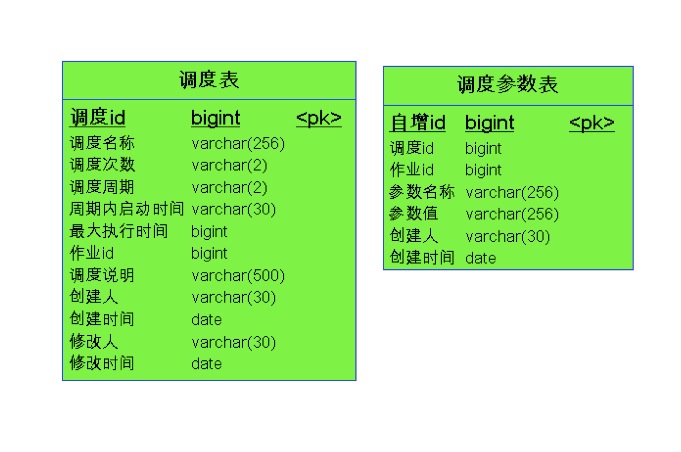 调度表
调度id bigint <pk>
调度名称 varchar(256)
调度次数 varchar(2)
调度周期 varchar(2)
周期内启动时间 varchar(30)
最大执行时间 bigint
作业id bigint
调度说明 varchar(500)
创建人 varchar(30)
创建时间 date
修改人 varchar(30)
修改时间 date
调度参数表
自增id bigint <pk>
调度id bigint
作业id bigint
参数名称 varchar(256)
参数值 varchar(256)
创建人 varchar(30)
创建时间 date